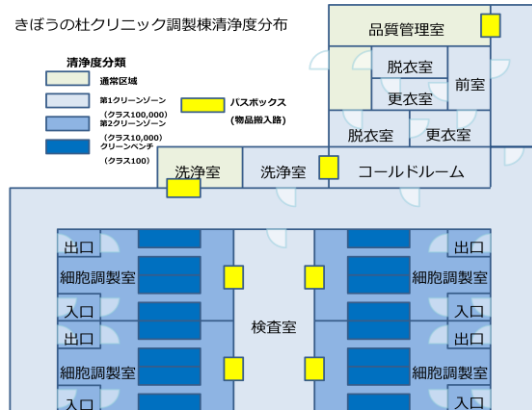 きぼうの杜クリニック調製棟清浄度分布
清浄度分類
通常区域
第1クリーンゾーン
(クラス100,000)
第2クリーンゾーン
(クラス10,000)
クリーンベンチ
(クラス100)
パスボックス
(物品搬入路)
品質管理室
脱衣室
更衣室
前室
脱衣室
更衣室
洗浄室
洗浄室
コールドルーム
出口
細胞調製室
入口
出口
細胞調製室
入口
検査室
出口
細胞調製室
入口
出口
細胞調製室
入口